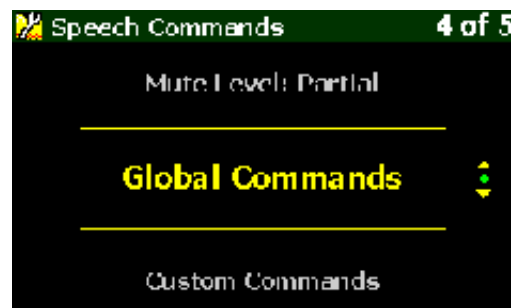 Speech Commands 4 of 5
Mute Level: Partial
Global Commands
Custom Commands